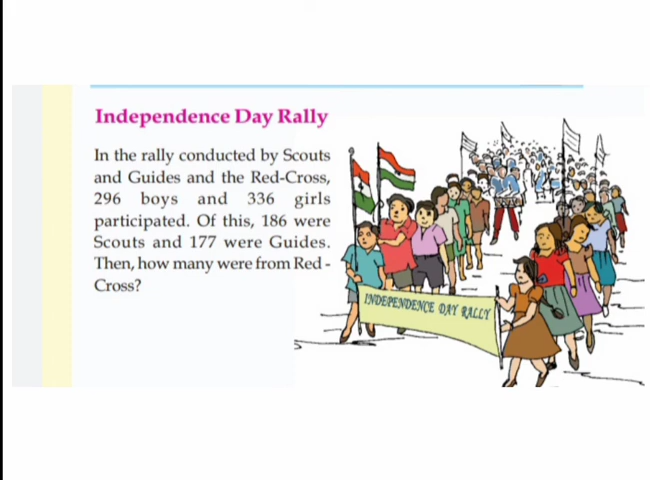 Independence Day Rally
In the rally conducted by Scouts
and Guides and the Red-Cross,
296 boys and 336 girls
participated. Of this, 186 were
Scouts and 177 were Guides.
Then, how many were from Red -
Cross?
INDEPENDENCE DAY RALLY